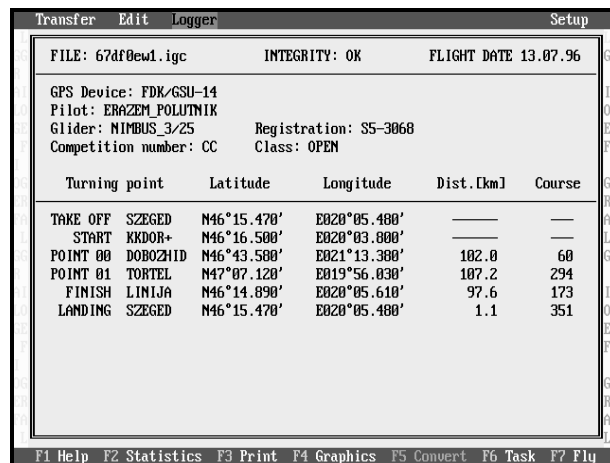 Transfer Edit Logger Setup
FILE: 67df0ew1.igc INTEGRITY: OK FLIGHT DATE 13.07.96
GPS Device: FDK/GSU-14
Pilot: ERAZEM_POLUTNIK
Glider: NIMBUS_3/25 Registration: S5-3068
Competition number: CC Class: OPEN
Turning point Latitude Longitude Dist.[km] Course
TAKE OFF SZEGED N46°15.470' E020°05.480' ——— ——
START KKDOR+ N46°16.500' E020°03.800' ——— ——
POINT 00 DOBOZHID N46°43.580' E021°13.380' 102.0 60
POINT 01 TORTEL N47°07.120' E019°56.030' 107.2 294
FINISH LINIJA N46°14.890' E020°05.610' 97.6 173
LANDING SZEGED N46°15.470' E020°05.480' 1.1 351
F1 Help F2 Statistics F3 Print F4 Graphics F5 Convert F6 Task F7 Fly